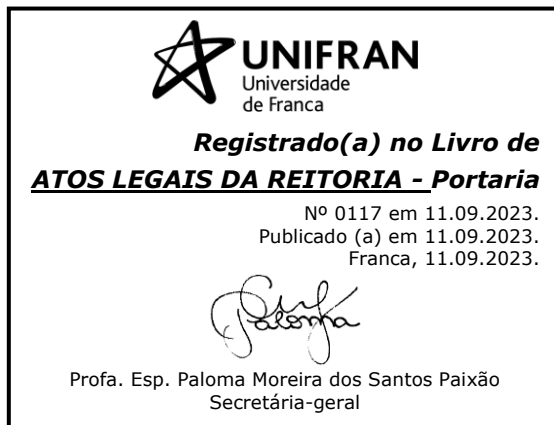 UNIFRAN
Universidade
de Franca
Registrado(a) no Livro de
ATOS LEGAIS DA REITORIA - Portaria
Nº 0117 em 11.09.2023.
Publicado (a) em 11.09.2023.
Franca, 11.09.2023.
Paloma
Profa. Esp. Paloma Moreira dos Santos Paixão
Secretária-geral